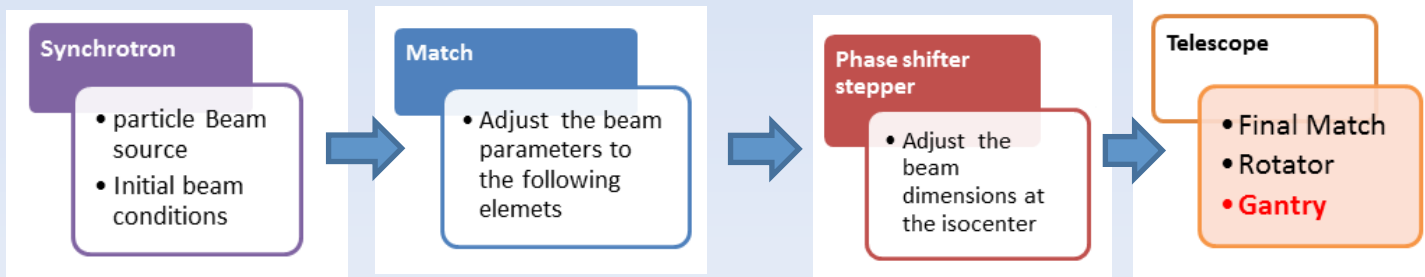 Synchrotron
• particle Beam
source
• Initial beam
conditions
Match
• Adjust the beam
parameters to
the following
elemets
Phase shifter
stepper
• Adjust the
beam
dimensions at
the isocenter
Telescope
• Final Match
• Rotator
• Gantry